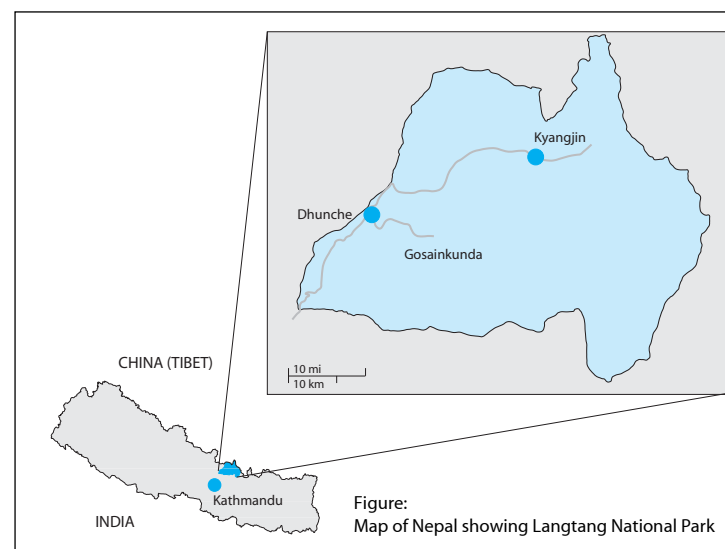 Kyangjin
Dhunche
Gosainkunda
10 mi
10 km
CHINA (TIBET)
Kathmandu
INDIA
Figure:
Map of Nepal showing Langtang National Park